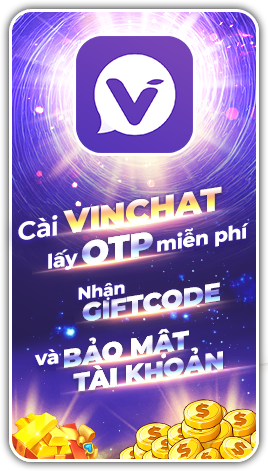 V
Cài VINCHAT
lấy OTP miễn phí
Nhận
GIFTCODE
và BẢO MẬT
TÀI KHOẢN